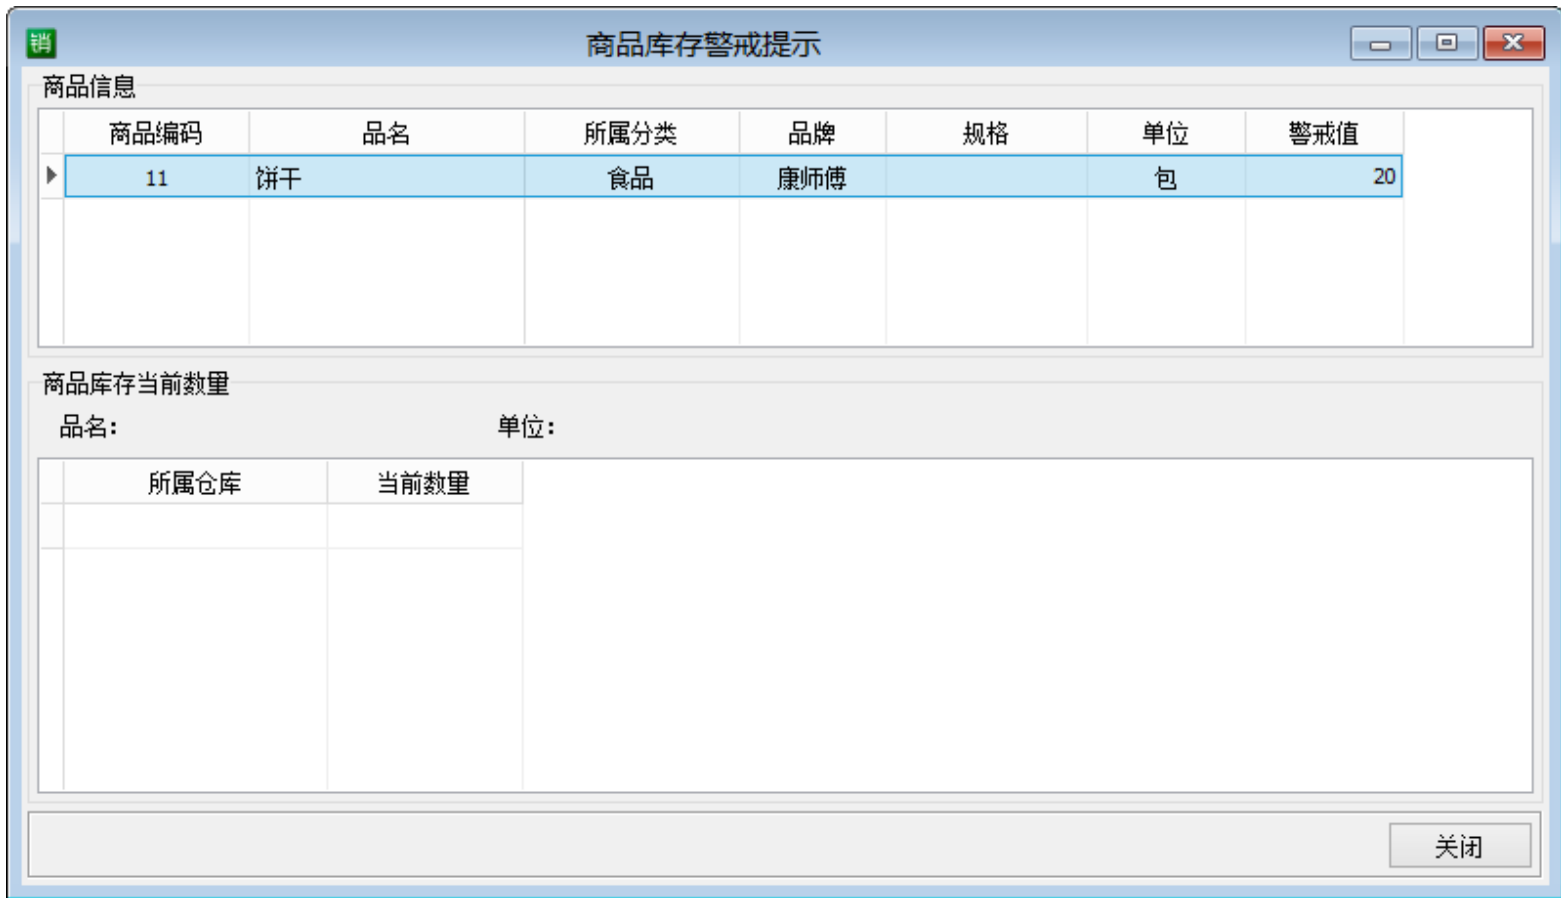 销 商品库存警戒提示
商品信息
商品编码 品名 所属分类 品牌 规格 单位 警戒值
11 饼干 食品 康师傅 包 20
商品库存当前数量
品名: 单位:
所属仓库 当前数量
关闭